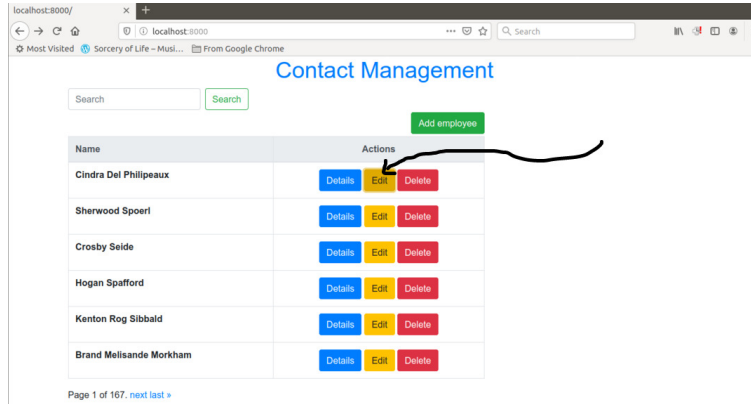 localhost:8000/
localhost:8000
Search
Most Visited Sorcery of Life – Musi... From Google Chrome
Contact Management
Search Search
Add employee
Name Actions
Cindra Del Philipeaux Details Edit Delete
Sherwood Spoerl Details Edit Delete
Crosby Seide Details Edit Delete
Hogan Spafford Details Edit Delete
Kenton Rog Sibbald Details Edit Delete
Brand Melisande Morkham Details Edit Delete
Page 1 of 167. next last »